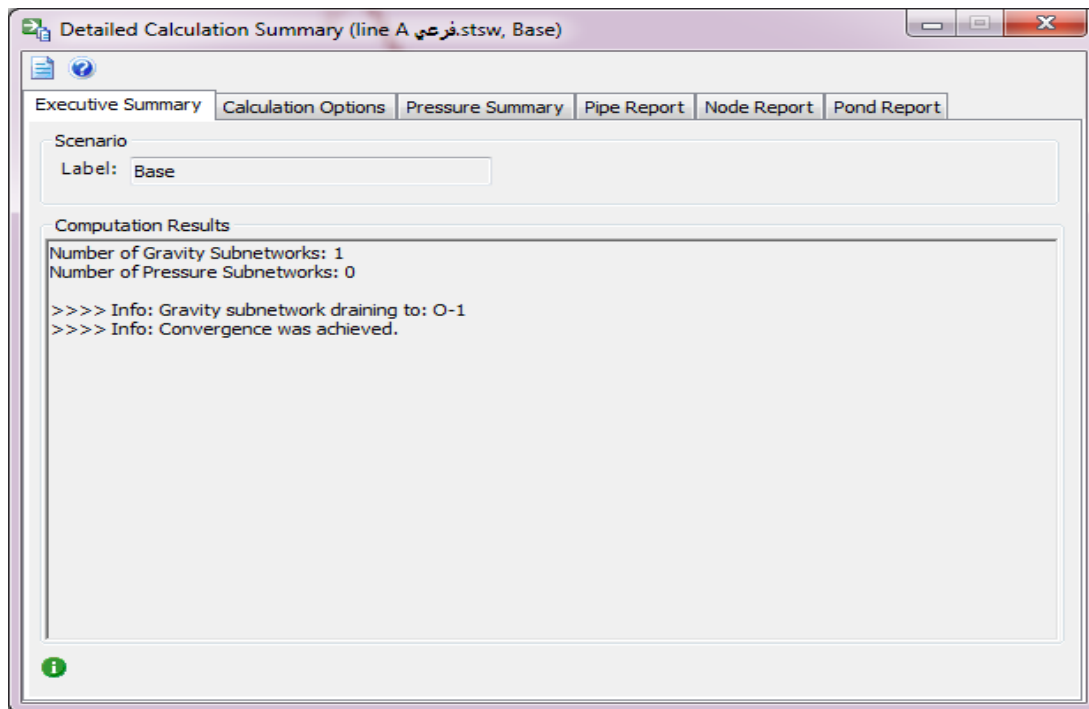 Detailed Calculation Summary (line A فرعي.stsw, Base)
Executive Summary
Calculation Options
Pressure Summary
Pipe Report
Node Report
Pond Report
Scenario
Label: Base
Computation Results
Number of Gravity Subnetworks: 1
Number of Pressure Subnetworks: 0
>>>> Info: Gravity subnetwork draining to: O-1
>>>> Info: Convergence was achieved.